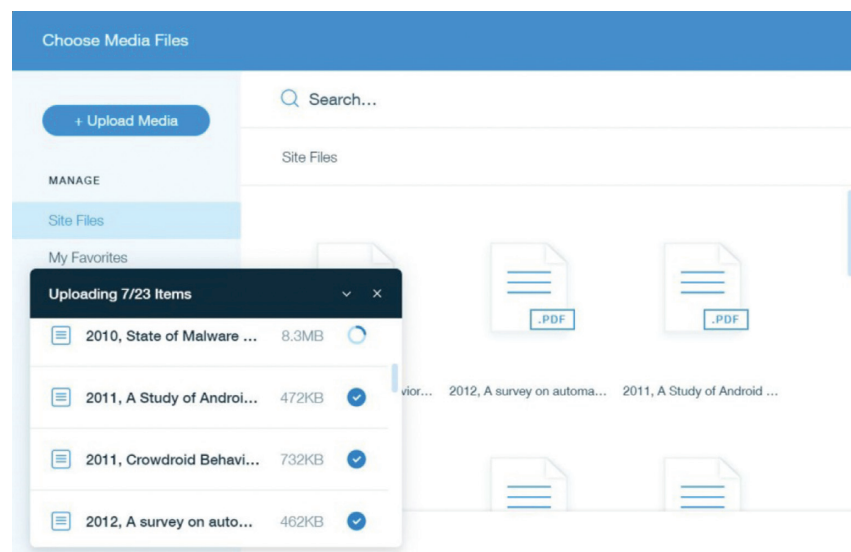 Choose Media Files
+ Upload Media
Search...
Site Files
MANAGE
Site Files
My Favorites
Uploading 7/23 Items
2010, State of Malware ... 8.3MB
2011, A Study of Androi... 472KB
2011, Crowdroid Behavi... 732KB
2012, A survey on auto... 462KB
.PDF
.PDF
vior...
2012, A survey on automa...
2011, A Study of Android ...